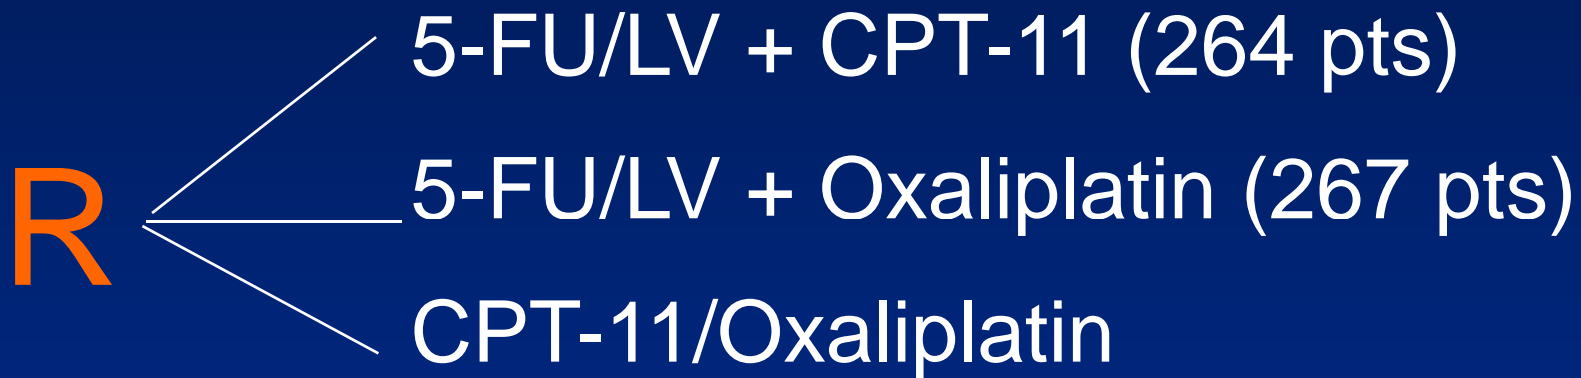 5-FU/LV + CPT-11 (264 pts)
R
5-FU/LV + Oxaliplatin (267 pts)
CPT-11/Oxaliplatin